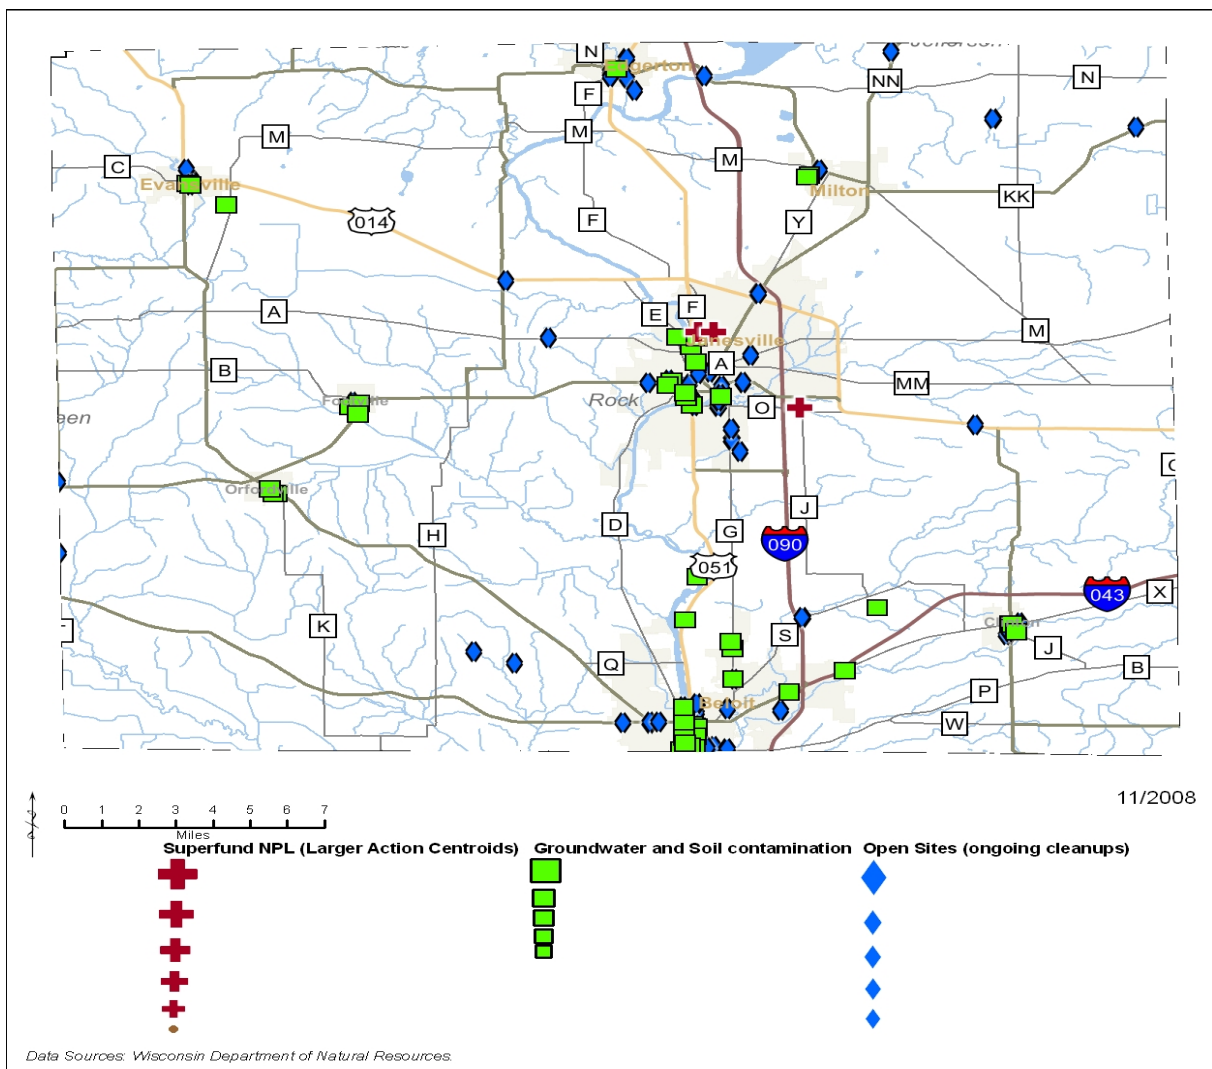 Jefferson
N
Edgerton
NN
N
F
M
M
C
M
Evansville
Milton
KK
014
F
Y
A
E
F
M
Janesville
B
A
MM
Footville
Rock
O
een
Orfordville
D
G
J
H
090
051
043
X
K
S
Clinton
J
Q
B
P
Beloit
W
11/2008
0 1 2 3 4 5 6 7
Miles
Superfund NPL (Larger Action Centroids) Groundwater and Soil contamination Open Sites (ongoing cleanups)
Data Sources: Wisconsin Department of Natural Resources.